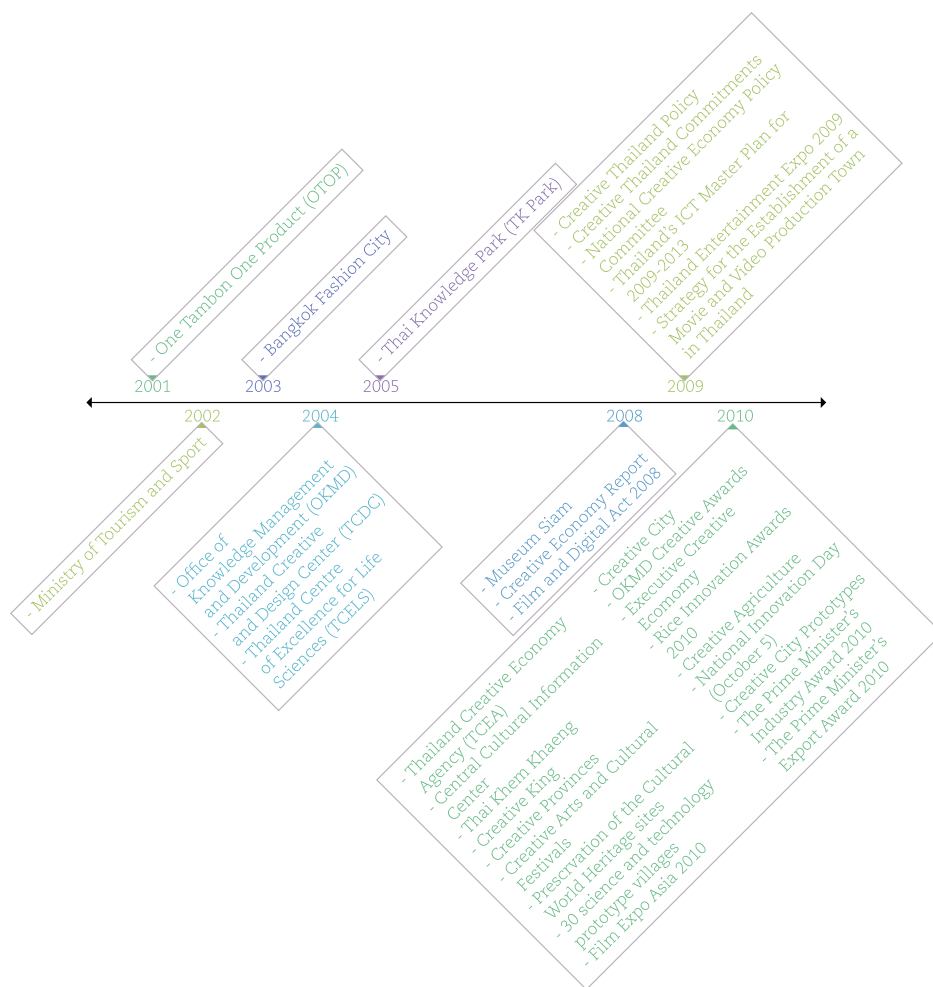 - One Tambon One Product (OTOP)
2001
- Bangkok Fashion City
2003
- Thai Knowledge Park (TK Park)
2005
- Creative Thailand Policy
- Creative Thailand Commitments
- National Creative Economy Policy
Committee
- Thailand's ICT Master Plan for
2009-2013
- Thailand Entertainment Expo 2009
- Strategy for the Establishment of a
Movie and Video Production Town
in Thailand
2009
2002
- Ministry of Tourism and Sport
2004
- Office of
Knowledge Management
and Development (OKMD)
- Thailand Creative
and Design Center (TCDC)
- Thailand Centre
of Excellence for Life
Sciences (TCELS)
2008
- Museum Siam
- Creative Economy Report
- Film and Digital Act 2008
2010
- Thailand Creative Economy
Agency (TCEA)
- Central Cultural Information
Center
- Thai Khem Khaeng
- Creative King
- Creative Provinces
- Creative Arts and Cultural
Festivals
- Prescrvation of the Cultural
World Heritage sites
- 30 science and technology
prototype villages
- Film Expo Asia 2010
- Creative City
- OKMD Creative Awards
Executive Creative
Economy
- Rice Innovation Awards
2010
- Creative Agriculture
- National Innovation Day
(October 5)
- Creative City Prototypes
- The Prime Minister's
Industry Award 2010
- The Prime Minister's
Export Award 2010